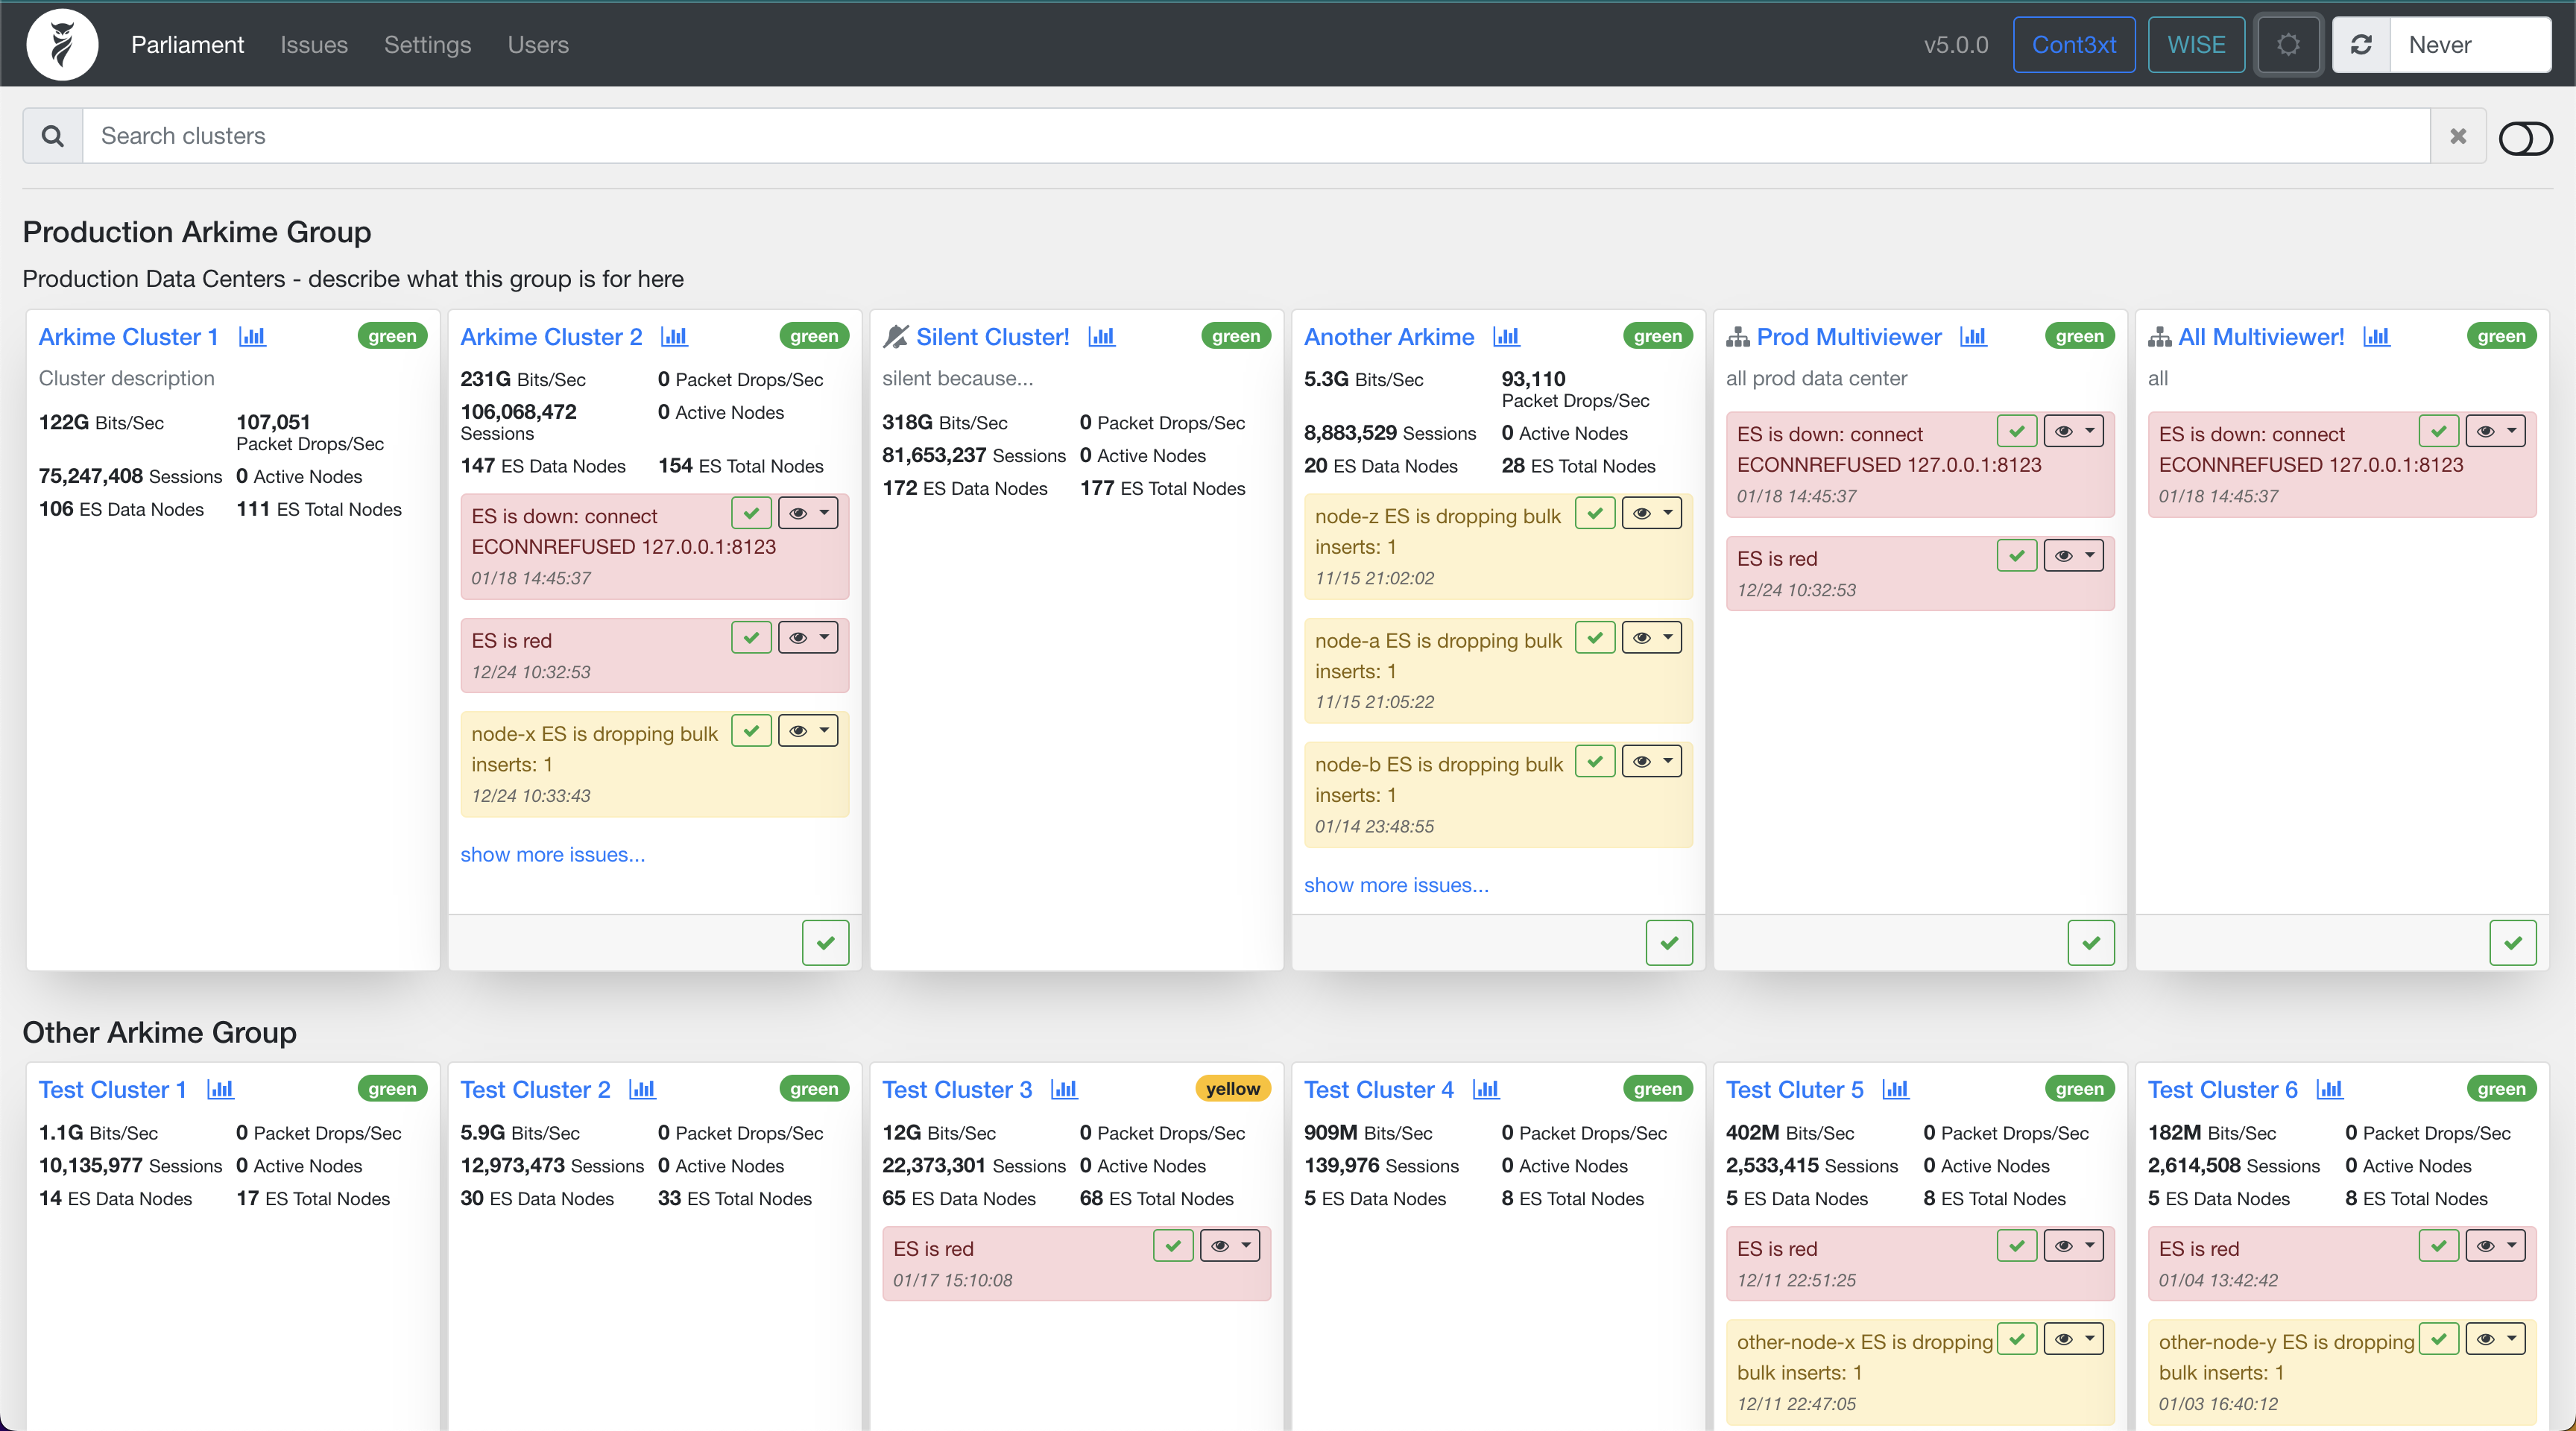 Parliament Issues Settings Users v5.0.0 Cont3xt WISE Never
Search clusters
Production Arkime Group
Production Data Centers - describe what this group is for here
Arkime Cluster 1 green
Cluster description
122G Bits/Sec 107,051
Packet Drops/Sec
75,247,408 Sessions 0 Active Nodes
106 ES Data Nodes 111 ES Total Nodes
Arkime Cluster 2 green
231G Bits/Sec 0 Packet Drops/Sec
106,068,472 0 Active Nodes
Sessions
147 ES Data Nodes 154 ES Total Nodes
ES is down: connect
ECONNREFUSED 127.0.0.1:8123
01/18 14:45:37
ES is red
12/24 10:32:53
node-x ES is dropping bulk
inserts: 1
12/24 10:33:43
show more issues...
Silent Cluster! green
silent because...
318G Bits/Sec 0 Packet Drops/Sec
81,653,237 Sessions 0 Active Nodes
172 ES Data Nodes 177 ES Total Nodes
Another Arkime green
5.3G Bits/Sec 93,110
Packet Drops/Sec
8,883,529 Sessions 0 Active Nodes
20 ES Data Nodes 28 ES Total Nodes
node-z ES is dropping bulk
inserts: 1
11/15 21:02:02
node-a ES is dropping bulk
inserts: 1
11/15 21:05:22
node-b ES is dropping bulk
inserts: 1
01/14 23:48:55
show more issues...
Prod Multiviewer green
all prod data center
ES is down: connect
ECONNREFUSED 127.0.0.1:8123
01/18 14:45:37
ES is red
12/24 10:32:53
All Multiviewer! green
all
ES is down: connect
ECONNREFUSED 127.0.0.1:8123
01/18 14:45:37
Other Arkime Group
Test Cluster 1 green
1.1G Bits/Sec 0 Packet Drops/Sec
10,135,977 Sessions 0 Active Nodes
14 ES Data Nodes 17 ES Total Nodes
Test Cluster 2 green
5.9G Bits/Sec 0 Packet Drops/Sec
12,973,473 Sessions 0 Active Nodes
30 ES Data Nodes 33 ES Total Nodes
Test Cluster 3 yellow
12G Bits/Sec 0 Packet Drops/Sec
22,373,301 Sessions 0 Active Nodes
65 ES Data Nodes 68 ES Total Nodes
ES is red
01/17 15:10:08
Test Cluster 4 green
909M Bits/Sec 0 Packet Drops/Sec
139,976 Sessions 0 Active Nodes
5 ES Data Nodes 8 ES Total Nodes
Test Cluter 5 green
402M Bits/Sec 0 Packet Drops/Sec
2,533,415 Sessions 0 Active Nodes
5 ES Data Nodes 8 ES Total Nodes
ES is red
12/11 22:51:25
other-node-x ES is dropping
bulk inserts: 1
12/11 22:47:05
Test Cluster 6 green
182M Bits/Sec 0 Packet Drops/Sec
2,614,508 Sessions 0 Active Nodes
5 ES Data Nodes 8 ES Total Nodes
ES is red
01/04 13:42:42
other-node-y ES is dropping
bulk inserts: 1
01/03 16:40:12